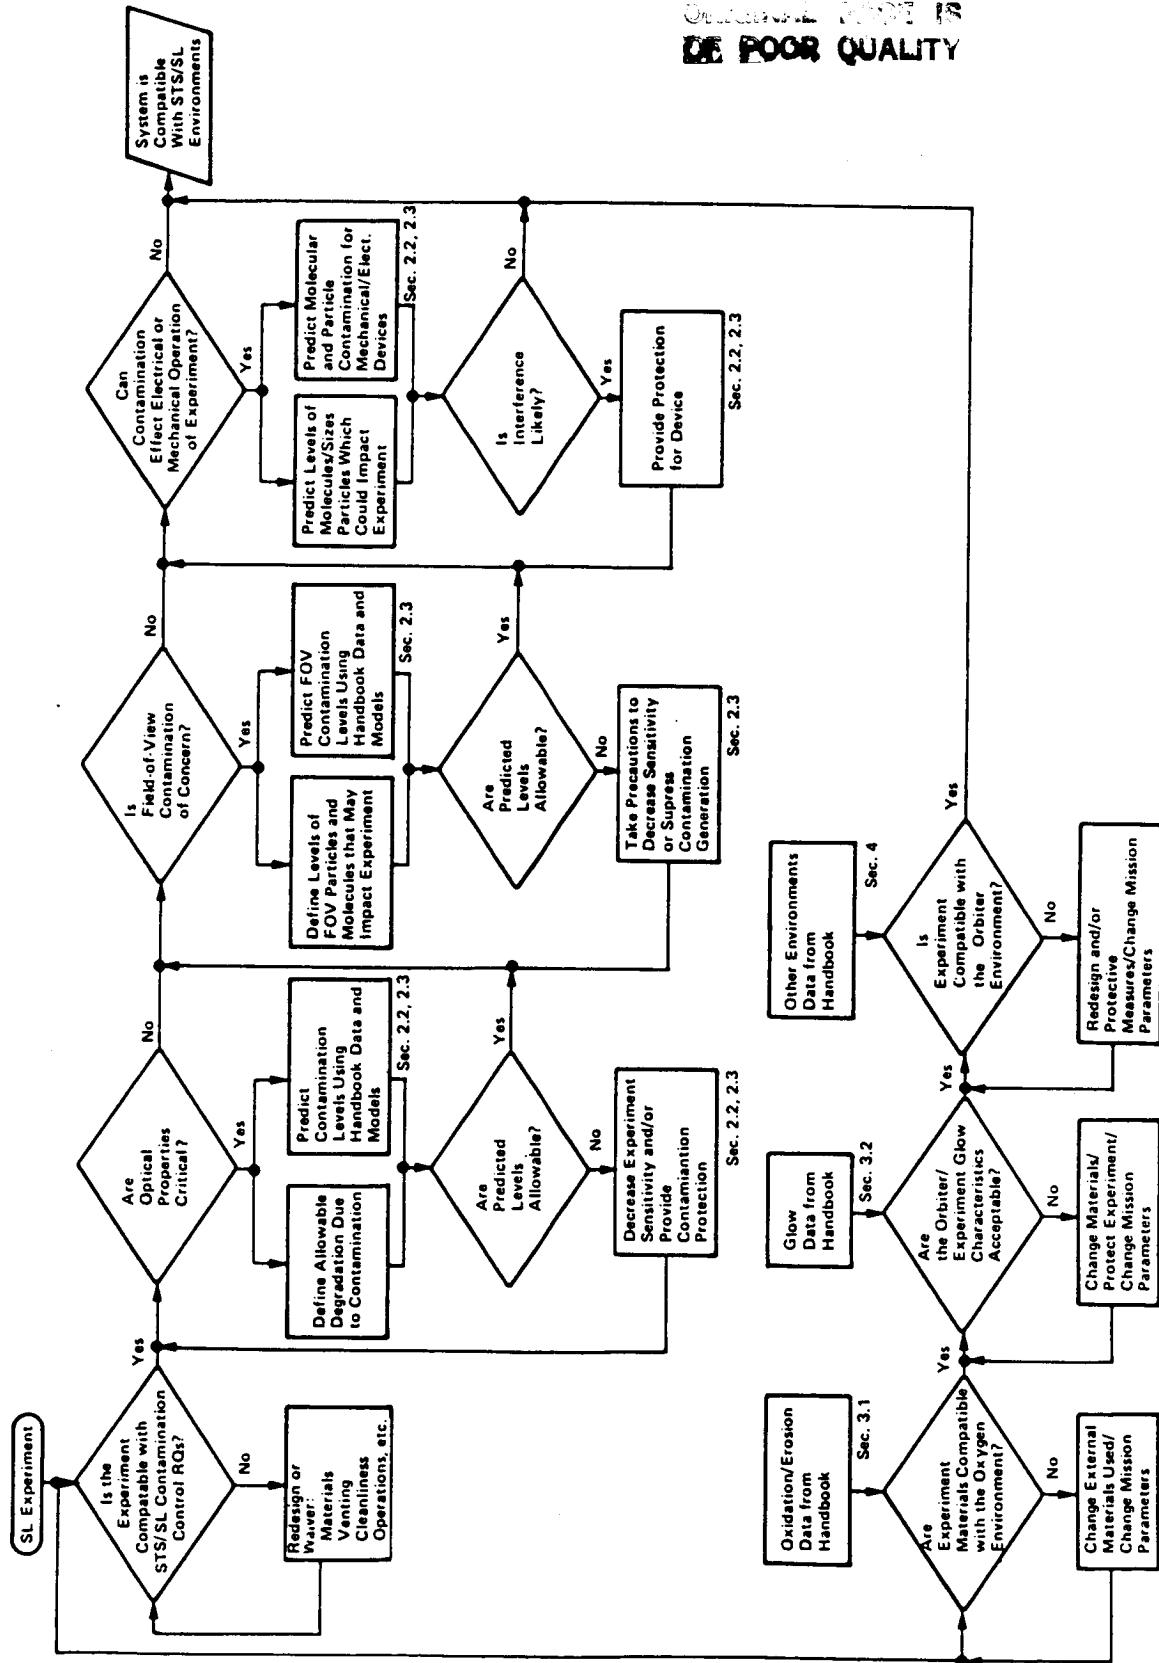 OF POOR QUALITY
SL Experiment
Is the
Experiment
Compatable with
STS/SL Contamination
Control RQs?
Yes
No
Redesign or
Waiver:
Materials
Venting
Cleanliness
Operations, etc.
Are
Optical
Properties
Critical?
No
Yes
Define Allowable
Degradation Due
to Contamination
Predict
Contamination
Levels Using
Handbook Data and
Models
Sec. 2.2, 2.3
Are
Predicted
Levels
Allowable?
Yes
No
Decrease Experiment
Sensitivity and/or
Provide
Contamiantion
Protection
Sec. 2.2, 2.3
Is
Field-of-View
Contamination
of Concern?
No
Yes
Define Levels of
FOV Particles and
Molecules that May
Impact Experiment
Predict FOV
Contamination
Levels Using
Handbook Data and
Models
Sec. 2.3
Are
Predicted
Levels
Allowable?
Yes
No
Take Precautions to
Decrease Sensitivity
or Supress
Contamination
Generation
Sec. 2.3
Can
Contamination
Effect Electrical or
Mechanical Operation
of Experiment?
No
Yes
Predict Levels of
Molecules/Sizes
Particles Which
Could Impact
Experiment
Predict Molecular
and Particle
Contamination for
Mechanical/Elect.
Devices
Sec. 2.2, 2.3
Is
Interference
Likely?
No
Yes
Provide Protection
for Device
Sec. 2.2, 2.3
System is
Compatible
With STS/SL
Environments
Oxidation/Erosion
Data from
Handbook
Sec. 3.1
Are
Experiment
Materials Compatible
with the Oxygen
Environment?
Yes
No
Change External
Materials Used/
Change Mission
Parameters
Glow
Data from
Handbook
Sec. 3.2
Are
the Orbiter/
Experiment Glow
Characteristics
Acceptable?
Yes
No
Change Materials/
Protect Experiment/
Change Mission
Parameters
Other Environments
Data from
Handbook
Sec. 4
Is
Experiment
Compatible with
the Orbiter
Environment?
Yes
No
Redesign and/or
Protective
Measures/Change Mission
Parameters